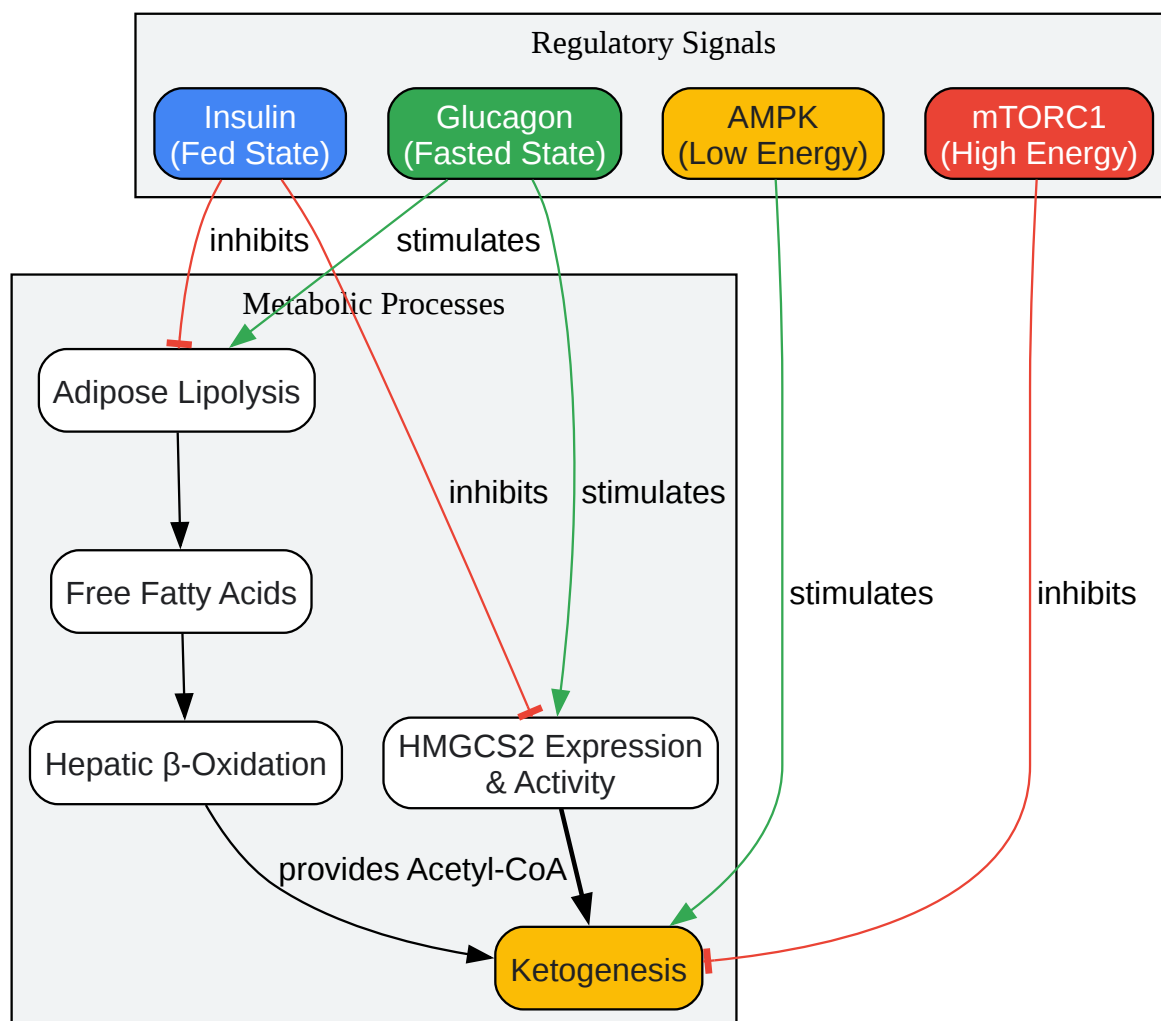 Regulatory Signals
Insulin
(Fed State)
Glucagon
(Fasted State)
AMPK
(Low Energy)
mTORC1
(High Energy)
inhibits
stimulates
Metabolic Processes
Adipose Lipolysis
inhibits
stimulates
Free Fatty Acids
stimulates
inhibits
Hepatic β-Oxidation
HMGCS2 Expression
& Activity
provides Acetyl-CoA
Ketogenesis